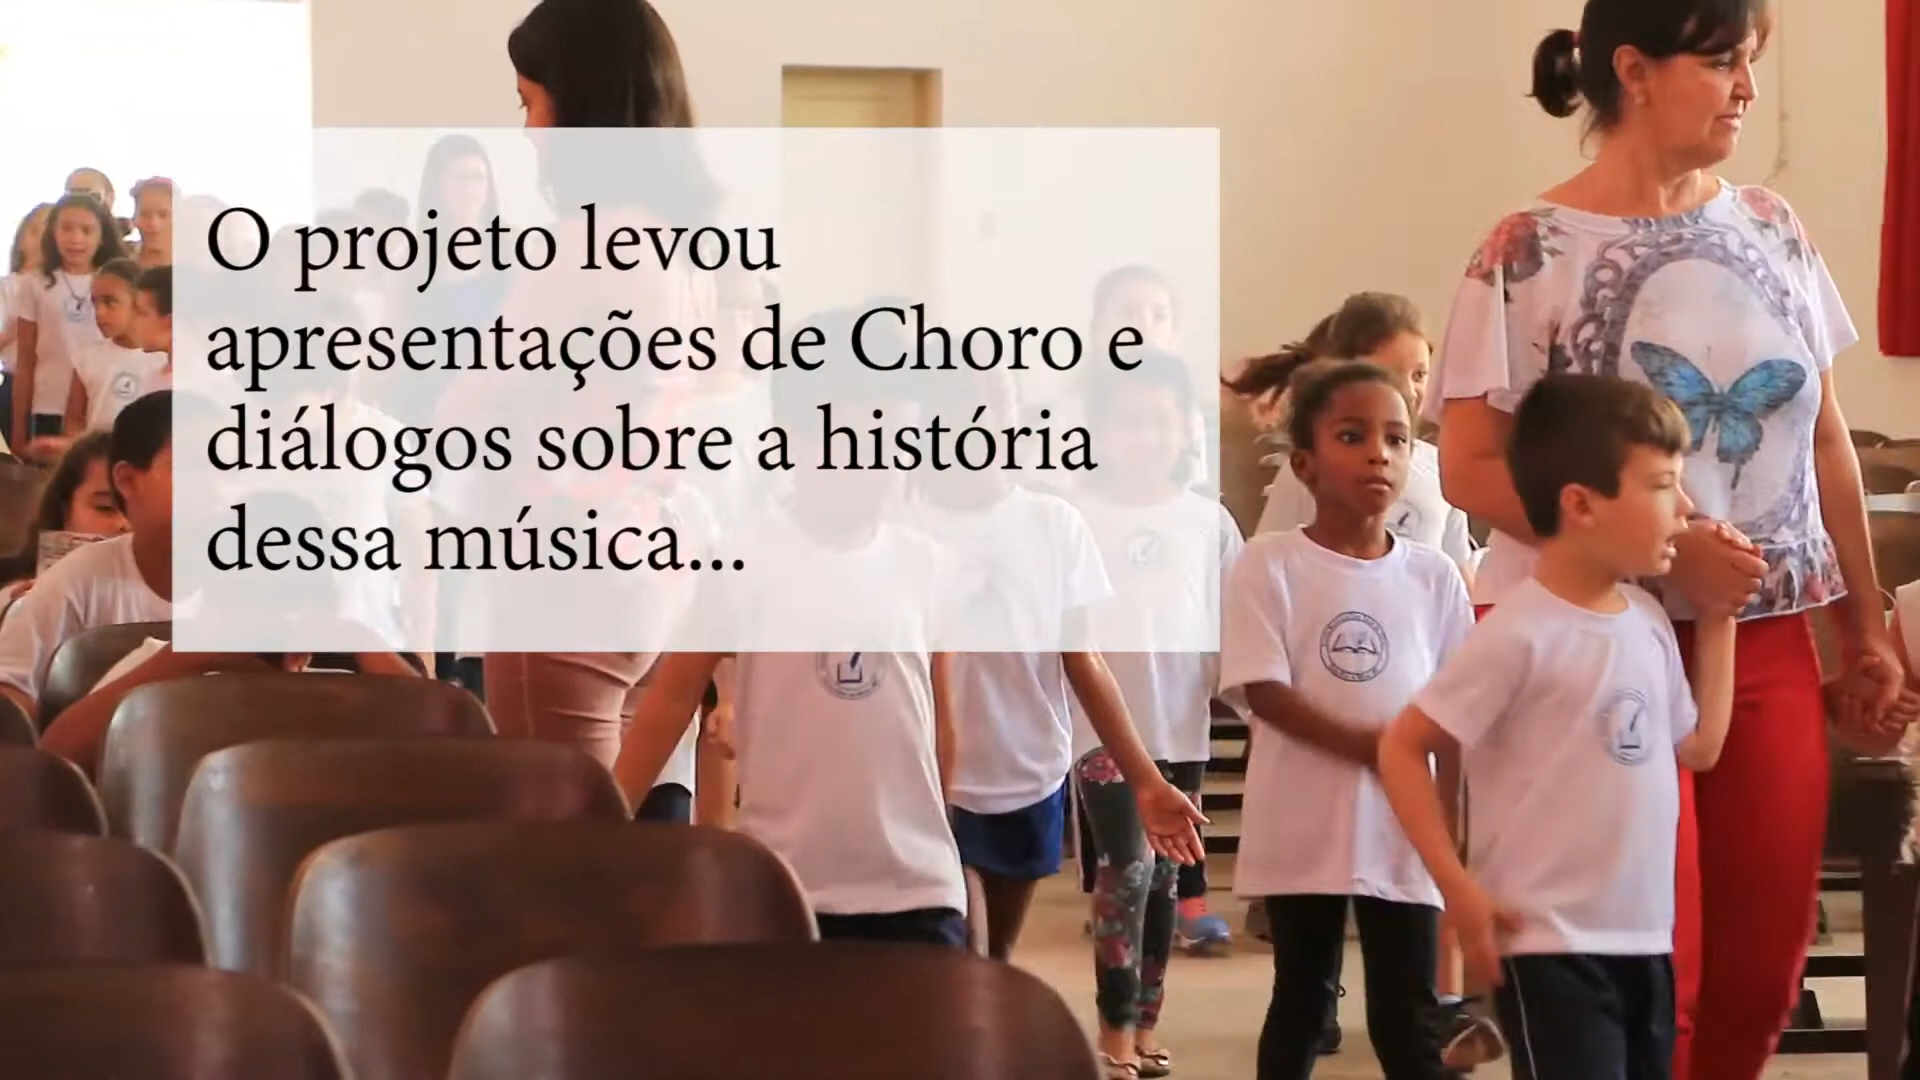 O projeto levou
apresentações de Choro e
diálogos sobre a história
dessa música...